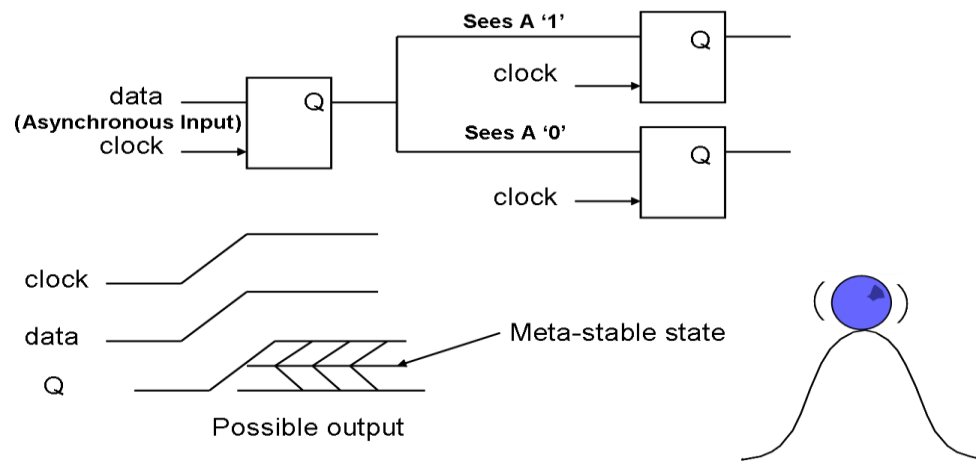 Sees A ‘1’
Q
clock
data
Q
(Asynchronous Input)
clock
Sees A ‘0’
Q
clock
clock
data
Meta-stable state
Q
Possible output